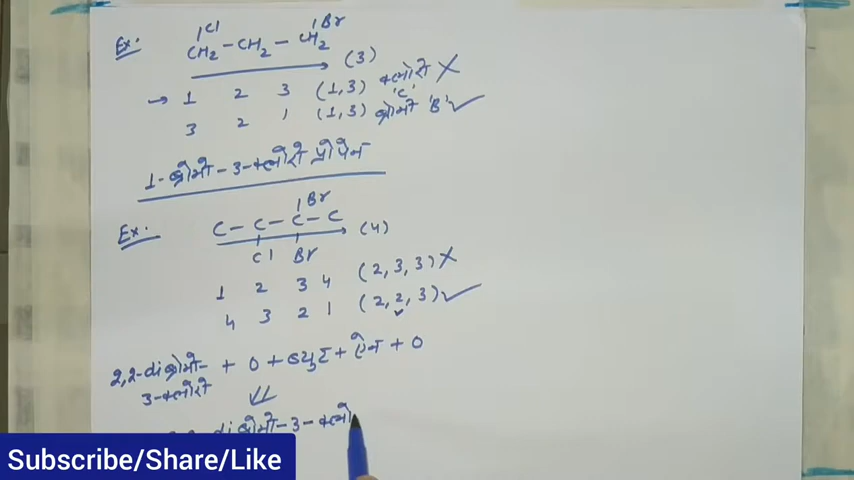 Cl Br
Ex. CH₂ – CH₂ – CH₂ (3)
→ 1 2 3 (1,3) क्लोरो 'C' ✗
3 2 1 (1,3) ब्रोमो 'B' ✓
1-ब्रोमो-3-क्लोरो प्रोपेन
Br
Ex. C – C – C – C (4)
Cl Br
1 2 3 4 (2,3,3) ✗
4 3 2 1 (2,2,3) ✓
2,2-डाईब्रोमो- + 0 + ब्यूट + ऐन + 0
3-क्लोरो
ब्रोमो-3-क्लो
Subscribe/Share/Like